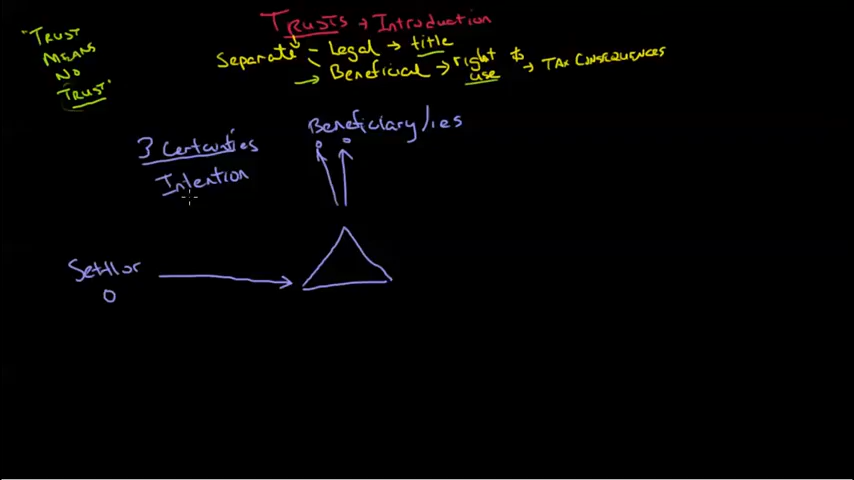 TRUSTS → Introduction
"TRUST
MEANS
NO
TRUST"
Separate - Legal → title
→ Beneficial → right $ → TAX CONSEQUENCES
use
Beneficiary/ies
3 Certainties
Intention
Settlor